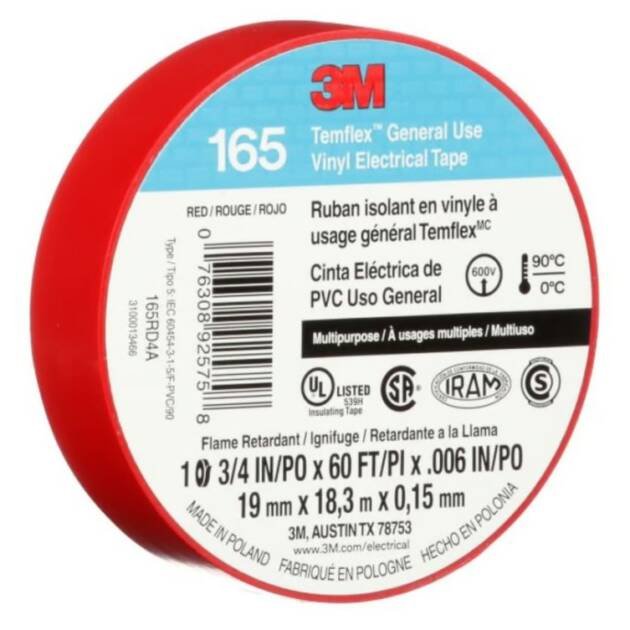 3M
165
Temflex™ General Use
Vinyl Electrical Tape
RED / ROUGE / ROJO
Ruban isolant en vinyle à
usage général Temflex MC
Cinta Eléctrica de
PVC Uso General
600V
90°C
0°C
Multipurpose / À usages multiples / Multiuso
0 76308 92575 8
Type / Tipo 5: IEC 60454-3-1-5/F-PVC/90
165RD4A
3100013466
UL LISTED
539H
Insulating Tape
SA
IRAM
S
Flame Retardant / Ignifuge / Retardante a la Llama
1 3/4 IN/PO x 60 FT/PI x .006 IN/PO
19 mm x 18,3 m x 0,15 mm
3M, AUSTIN TX 78753
www.3M.com/electrical
MADE IN POLAND
FABRIQUÉ EN POLOGNE
HECHO EN POLONIA